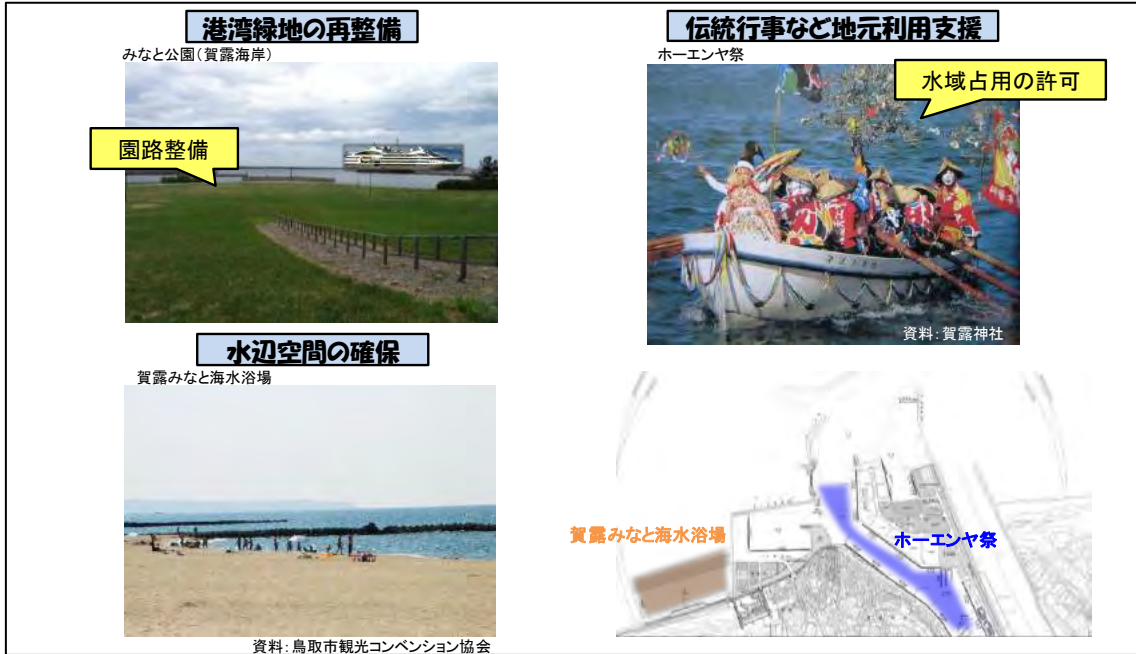 港湾緑地の再整備
みなと公園(賀露海岸)
園路整備
伝統行事など地元利用支援
ホーエンヤ祭
水域占用の許可
資料:賀露神社
水辺空間の確保
賀露みなと海水浴場
資料:鳥取市観光コンベンション協会
賀露みなと海水浴場
ホーエンヤ祭